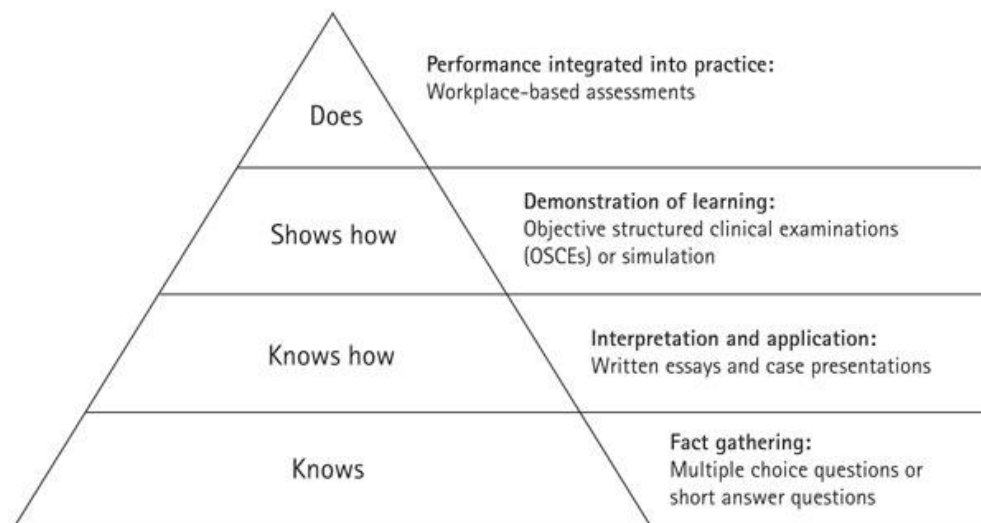 Does
Performance integrated into practice:
Workplace-based assessments
Shows how
Demonstration of learning:
Objective structured clinical examinations
(OSCEs) or simulation
Knows how
Interpretation and application:
Written essays and case presentations
Knows
Fact gathering:
Multiple choice questions or
short answer questions